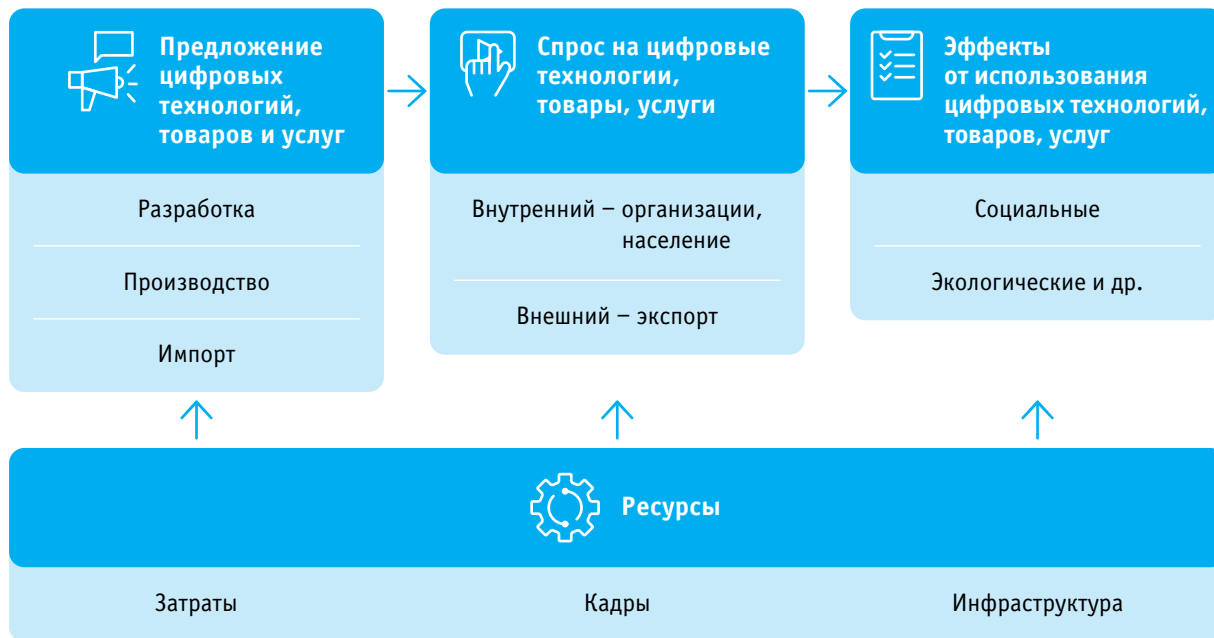 Предложение
цифровых
технологий,
товаров и услуг
Разработка
Производство
Импорт
Спрос на цифровые
технологии,
товары, услуги
Внутренний – организации,
население
Внешний – экспорт
Эффекты
от использования
цифровых технологий,
товаров, услуг
Социальные
Экологические и др.
Ресурсы
Затраты
Кадры
Инфраструктура